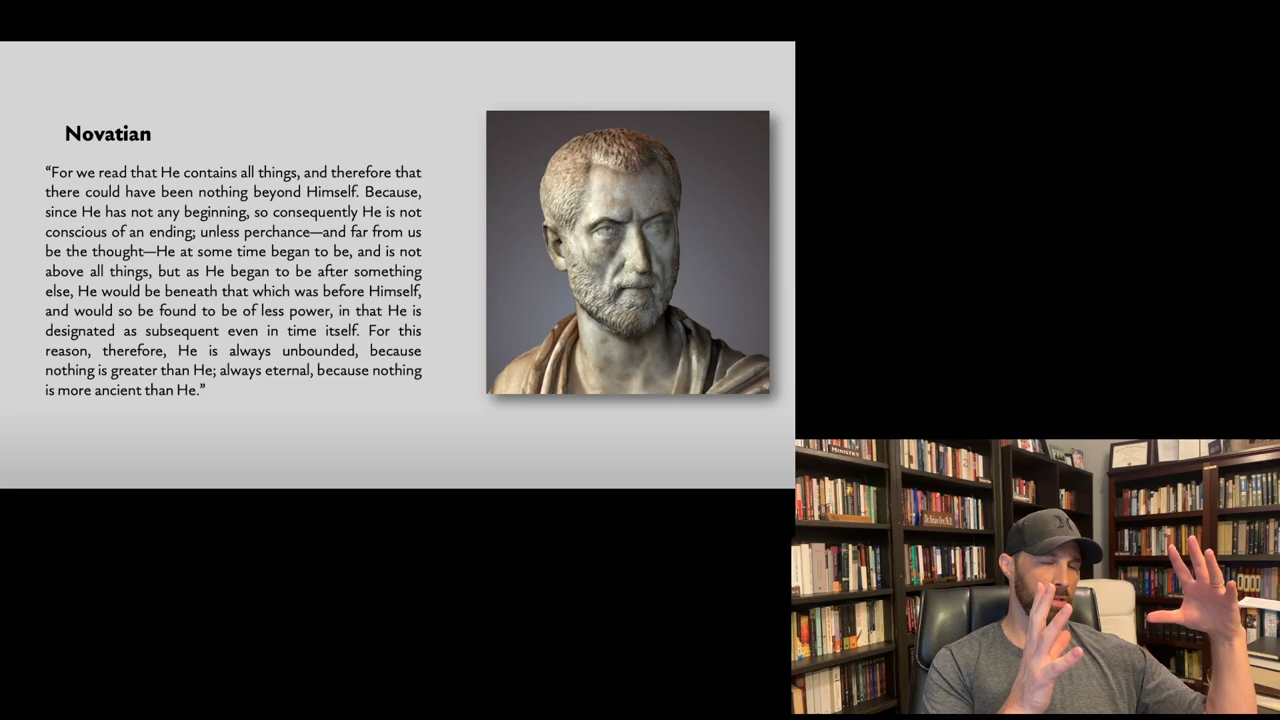 Novatian
“For we read that He contains all things, and therefore that
there could have been nothing beyond Himself. Because,
since He has not any beginning, so consequently He is not
conscious of an ending; unless perchance—and far from us
be the thought—He at some time began to be, and is not
above all things, but as He began to be after something
else, He would be beneath that which was before Himself,
and would so be found to be of less power, in that He is
designated as subsequent even in time itself. For this
reason, therefore, He is always unbounded, because
nothing is greater than He; always eternal, because nothing
is more ancient than He.”
MINISTRY